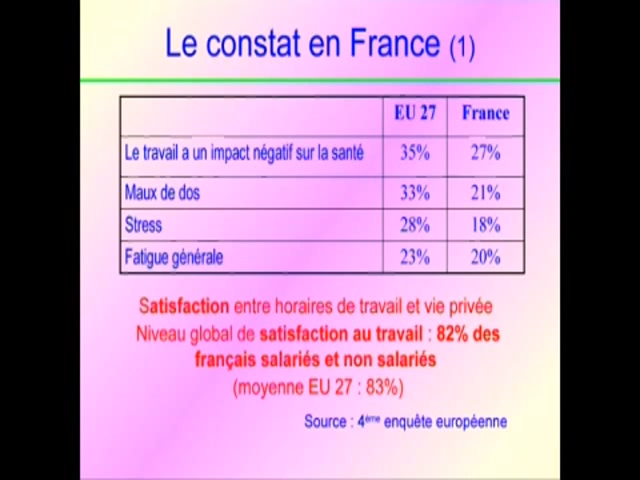 Le constat en France (1)
EU 27 France
Le travail a un impact négatif sur la santé 35% 27%
Maux de dos 33% 21%
Stress 28% 18%
Fatigue générale 23% 20%
Satisfaction entre horaires de travail et vie privée
Niveau global de satisfaction au travail : 82% des
français salariés et non salariés
(moyenne EU 27 : 83%)
Source : 4ème enquête européenne